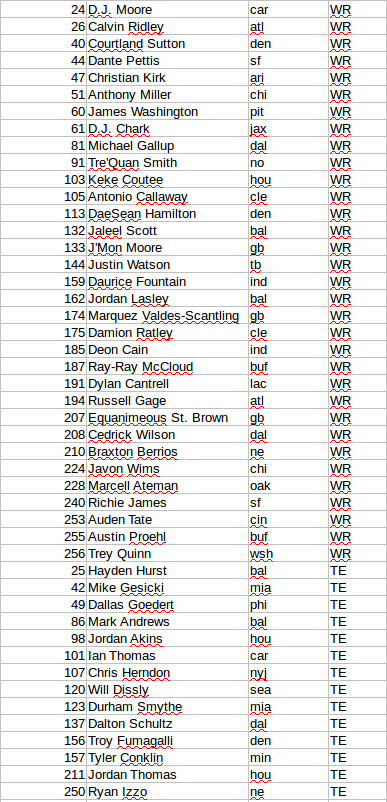 24 D.J. Moore car WR
26 Calvin Ridley atl WR
40 Courtland Sutton den WR
44 Dante Pettis sf WR
47 Christian Kirk ari WR
51 Anthony Miller chi WR
60 James Washington pit WR
61 D.J. Chark jax WR
81 Michael Gallup dal WR
91 Tre'Quan Smith no WR
103 Keke Coutee hou WR
105 Antonio Callaway cle WR
113 DaeSean Hamilton den WR
132 Jaleel Scott bal WR
133 J'Mon Moore gb WR
144 Justin Watson tb WR
159 Daurice Fountain ind WR
162 Jordan Lasley bal WR
174 Marquez Valdes-Scantling gb WR
175 Damion Ratley cle WR
185 Deon Cain ind WR
187 Ray-Ray McCloud buf WR
191 Dylan Cantrell lac WR
194 Russell Gage atl WR
207 Equanimeous St. Brown gb WR
208 Cedrick Wilson dal WR
210 Braxton Berrios ne WR
224 Javon Wims chi WR
228 Marcell Ateman oak WR
240 Richie James sf WR
253 Auden Tate cin WR
255 Austin Proehl buf WR
256 Trey Quinn wsh WR
25 Hayden Hurst bal TE
42 Mike Gesicki mia TE
49 Dallas Goedert phi TE
86 Mark Andrews bal TE
98 Jordan Akins hou TE
101 Ian Thomas car TE
107 Chris Herndon nyj TE
120 Will Dissly sea TE
123 Durham Smythe mia TE
137 Dalton Schultz dal TE
156 Troy Fumagalli den TE
157 Tyler Conklin min TE
211 Jordan Thomas hou TE
250 Ryan Izzo ne TE